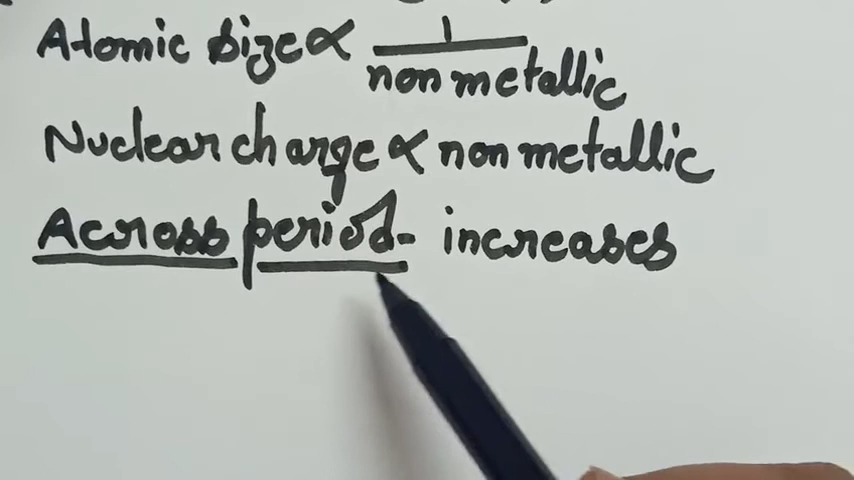 Atomic size ∝ 1/non metallic
Nuclear charge ∝ non metallic
Across period- increases